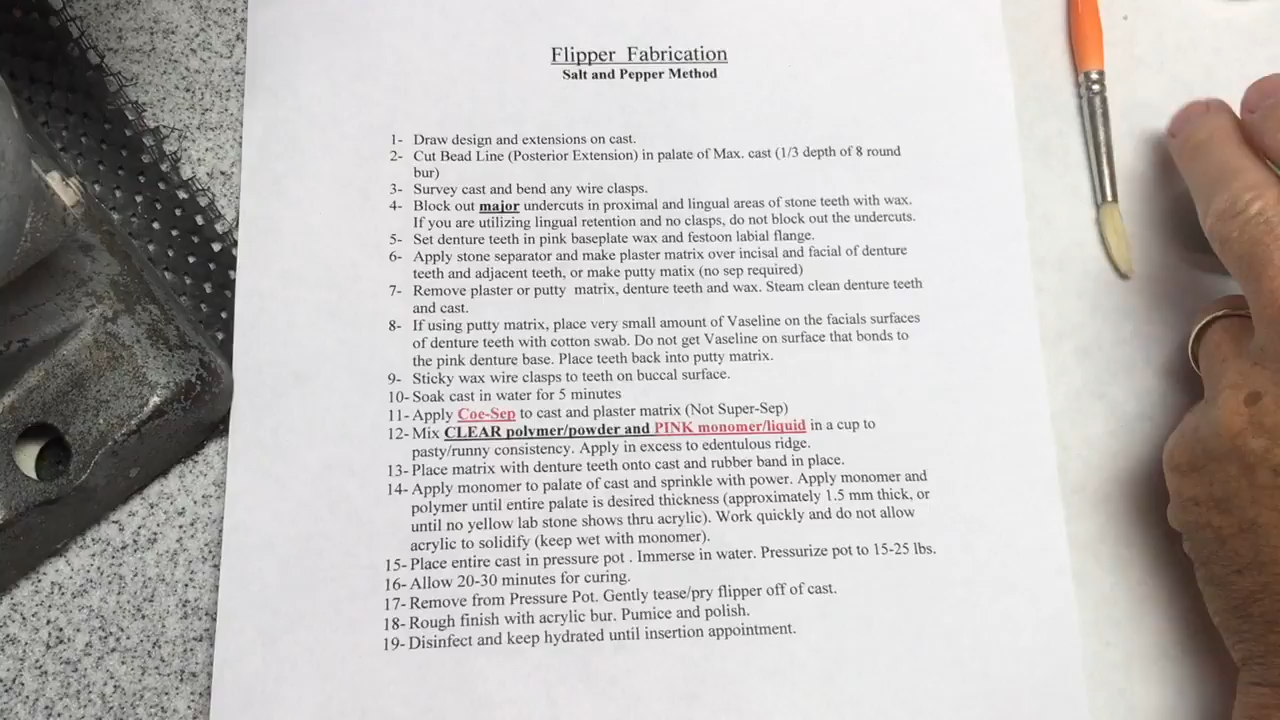 Flipper Fabrication
Salt and Pepper Method
1- Draw design and extensions on cast.
2- Cut Bead Line (Posterior Extension) in palate of Max. cast (1/3 depth of 8 round
bur)
3- Survey cast and bend any wire clasps.
4- Block out major undercuts in proximal and lingual areas of stone teeth with wax.
If you are utilizing lingual retention and no clasps, do not block out the undercuts.
5- Set denture teeth in pink baseplate wax and festoon labial flange.
6- Apply stone separator and make plaster matrix over incisal and facial of denture
teeth and adjacent teeth, or make putty matix (no sep required)
7- Remove plaster or putty matrix, denture teeth and wax. Steam clean denture teeth
and cast.
8- If using putty matrix, place very small amount of Vaseline on the facials surfaces
of denture teeth with cotton swab. Do not get Vaseline on surface that bonds to
the pink denture base. Place teeth back into putty matrix.
9- Sticky wax wire clasps to teeth on buccal surface.
10- Soak cast in water for 5 minutes
11- Apply Coe-Sep to cast and plaster matrix (Not Super-Sep)
12- Mix CLEAR polymer/powder and PINK monomer/liquid in a cup to
pasty/runny consistency. Apply in excess to edentulous ridge.
13- Place matrix with denture teeth onto cast and rubber band in place.
14- Apply monomer to palate of cast and sprinkle with power. Apply monomer and
polymer until entire palate is desired thickness (approximately 1.5 mm thick, or
until no yellow lab stone shows thru acrylic). Work quickly and do not allow
acrylic to solidify (keep wet with monomer).
15- Place entire cast in pressure pot . Immerse in water. Pressurize pot to 15-25 lbs.
16- Allow 20-30 minutes for curing.
17- Remove from Pressure Pot. Gently tease/pry flipper off of cast.
18- Rough finish with acrylic bur. Pumice and polish.
19- Disinfect and keep hydrated until insertion appointment.